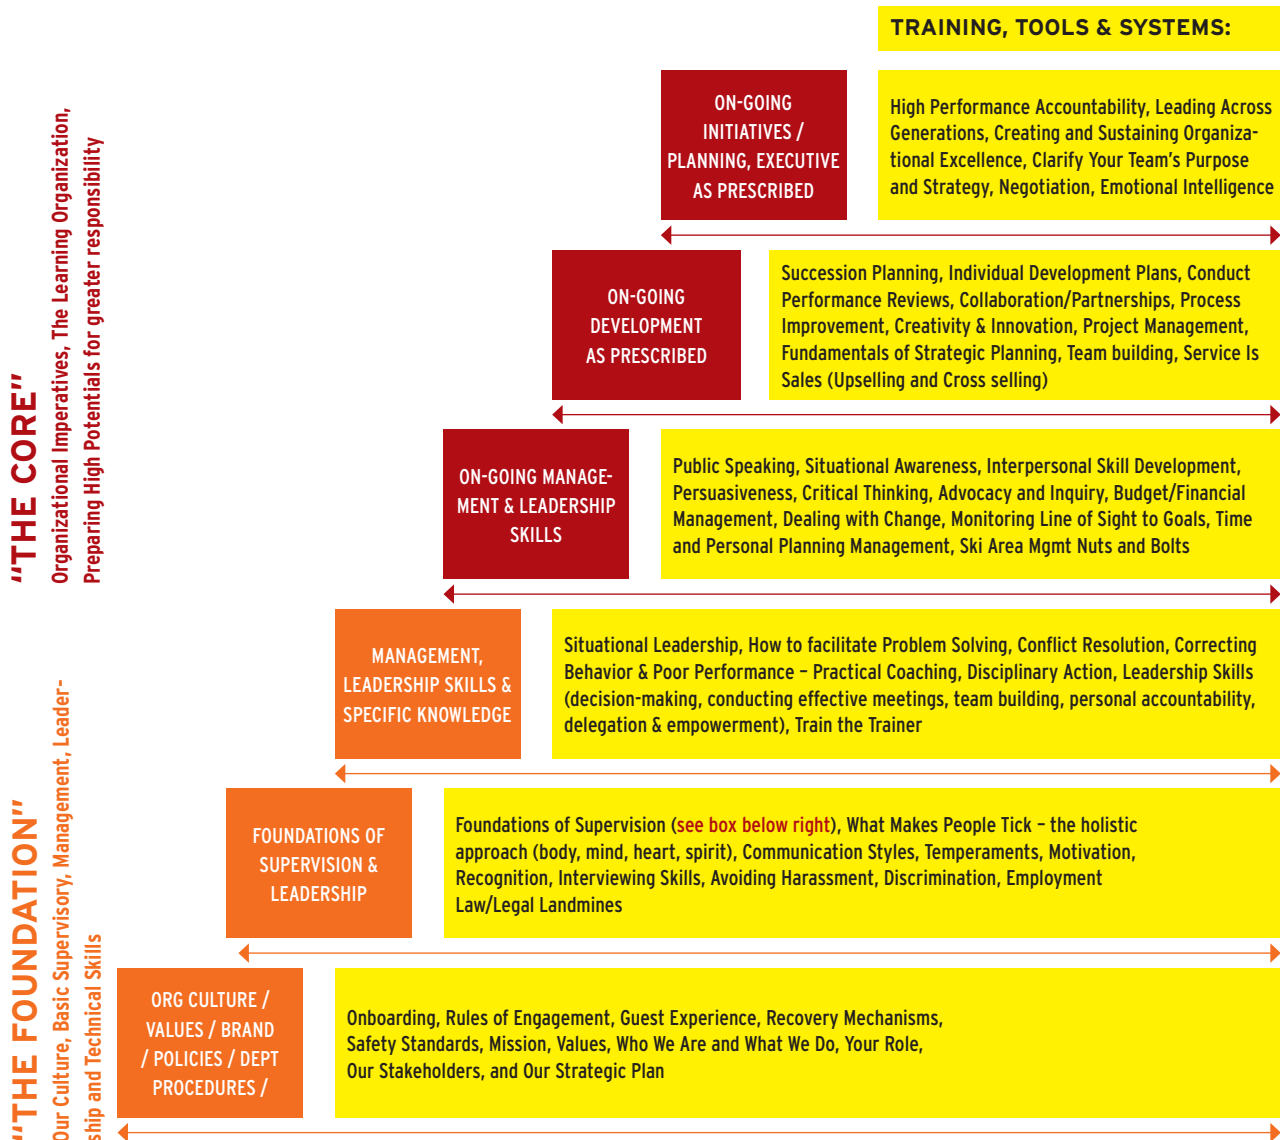 TRAINING, TOOLS & SYSTEMS:
ON-GOING
INITIATIVES /
PLANNING, EXECUTIVE
AS PRESCRIBED
High Performance Accountability, Leading Across
Generations, Creating and Sustaining Organiza-
tional Excellence, Clarify Your Team's Purpose
and Strategy, Negotiation, Emotional Intelligence
ON-GOING
DEVELOPMENT
AS PRESCRIBED
Succession Planning, Individual Development Plans, Conduct
Performance Reviews, Collaboration/Partnerships, Process
Improvement, Creativity & Innovation, Project Management,
Fundamentals of Strategic Planning, Team building, Service Is
Sales (Upselling and Cross selling)
ON-GOING MANAGE-
MENT & LEADERSHIP
SKILLS
Public Speaking, Situational Awareness, Interpersonal Skill Development,
Persuasiveness, Critical Thinking, Advocacy and Inquiry, Budget/Financial
Management, Dealing with Change, Monitoring Line of Sight to Goals, Time
and Personal Planning Management, Ski Area Mgmt Nuts and Bolts
"THE CORE"
Organizational Imperatives, The Learning Organization,
Preparing High Potentials for greater responsibility
MANAGEMENT,
LEADERSHIP SKILLS &
SPECIFIC KNOWLEDGE
Situational Leadership, How to facilitate Problem Solving, Conflict Resolution, Correcting
Behavior & Poor Performance – Practical Coaching, Disciplinary Action, Leadership Skills
(decision-making, conducting effective meetings, team building, personal accountability,
delegation & empowerment), Train the Trainer
FOUNDATIONS OF
SUPERVISION &
LEADERSHIP
Foundations of Supervision (see box below right), What Makes People Tick – the holistic
approach (body, mind, heart, spirit), Communication Styles, Temperaments, Motivation,
Recognition, Interviewing Skills, Avoiding Harassment, Discrimination, Employment
Law/Legal Landmines
ORG CULTURE /
VALUES / BRAND
/ POLICIES / DEPT
PROCEDURES /
Onboarding, Rules of Engagement, Guest Experience, Recovery Mechanisms,
Safety Standards, Mission, Values, Who We Are and What We Do, Your Role,
Our Stakeholders, and Our Strategic Plan
"THE FOUNDATION"
Our Culture, Basic Supervisory, Management, Leader-
ship and Technical Skills